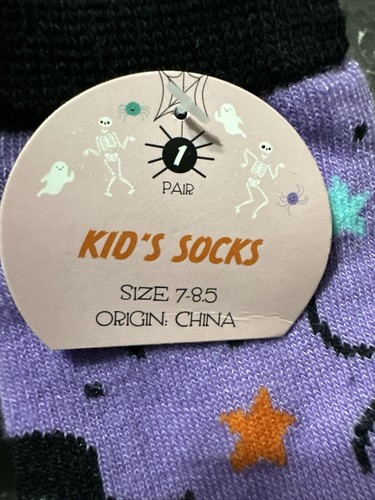 1
PAIR
KID"S SOCKS
SIZE 7-8.5
ORIGIN: CHINA